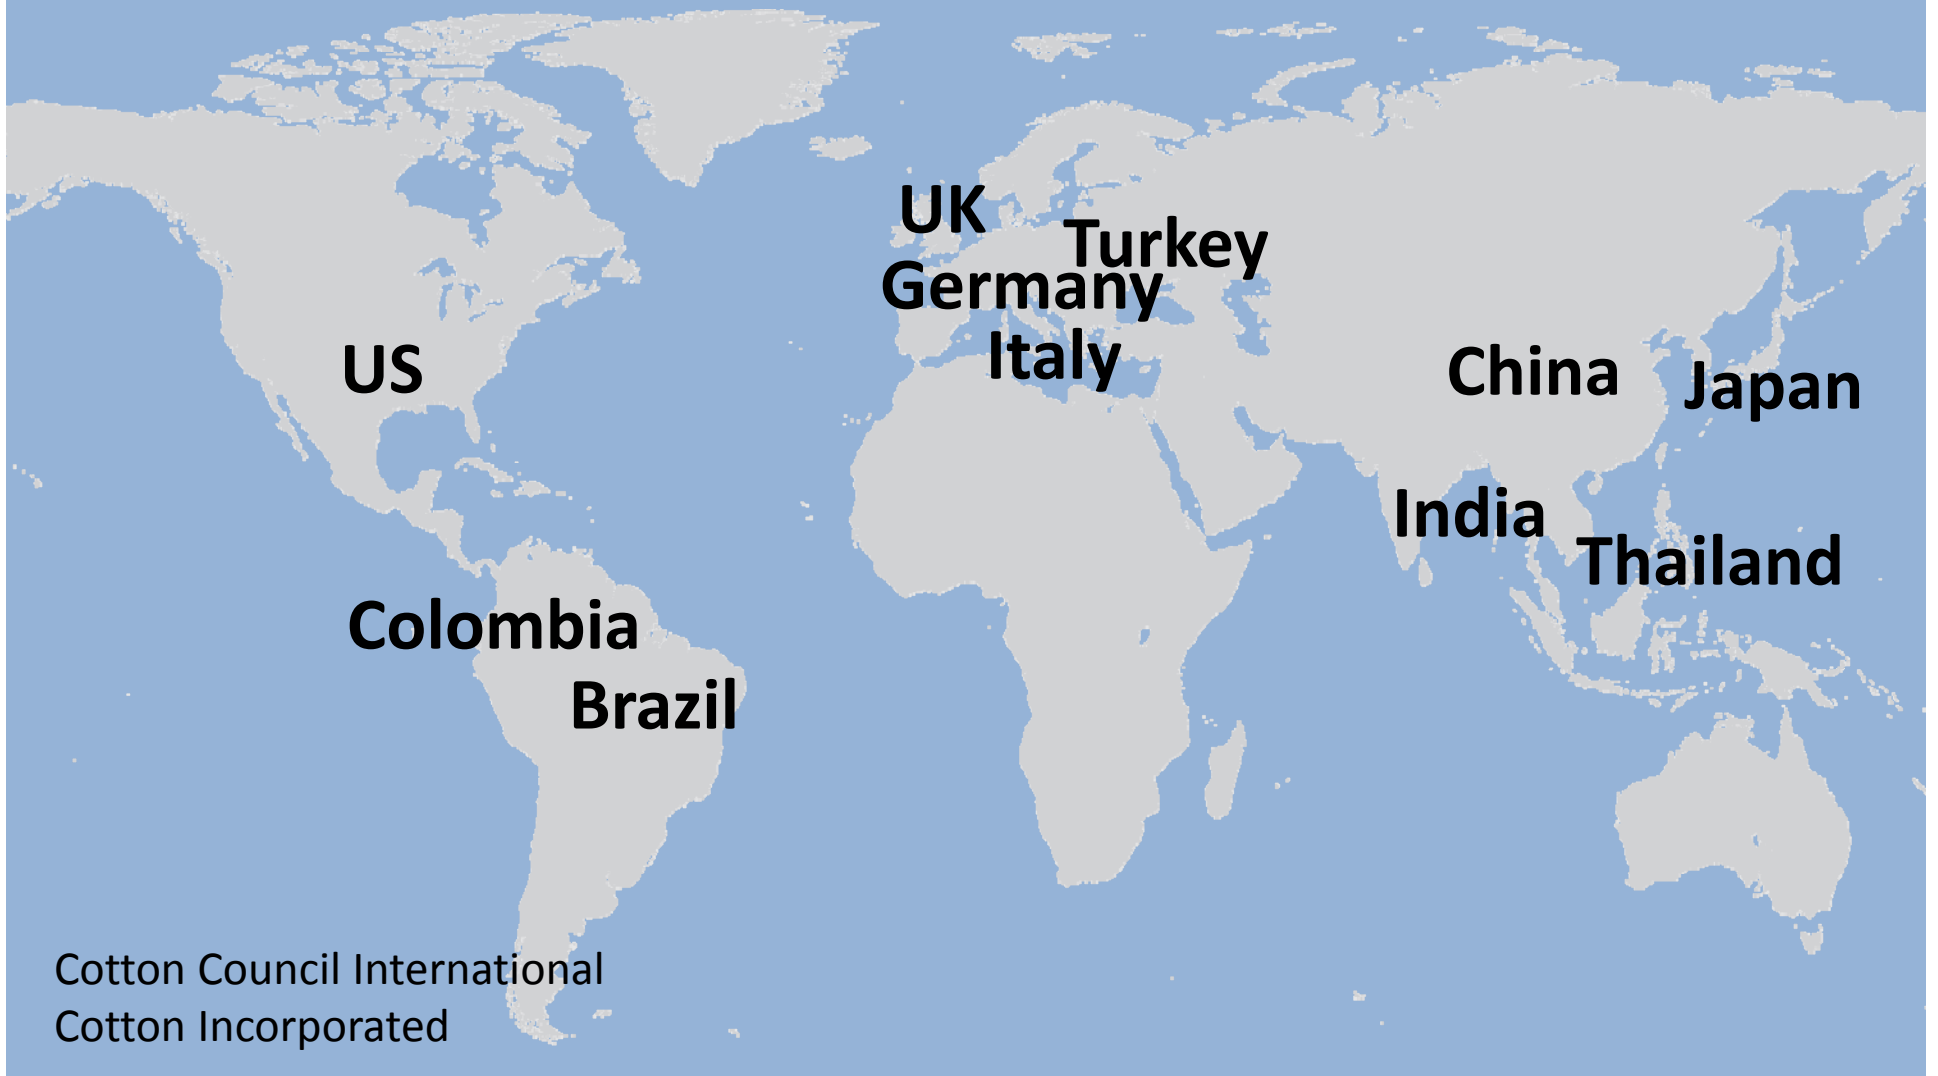 UK
Turkey
Germany
Italy
US
China
Japan
India
Thailand
Colombia
Brazil
Cotton Council International
Cotton Incorporated